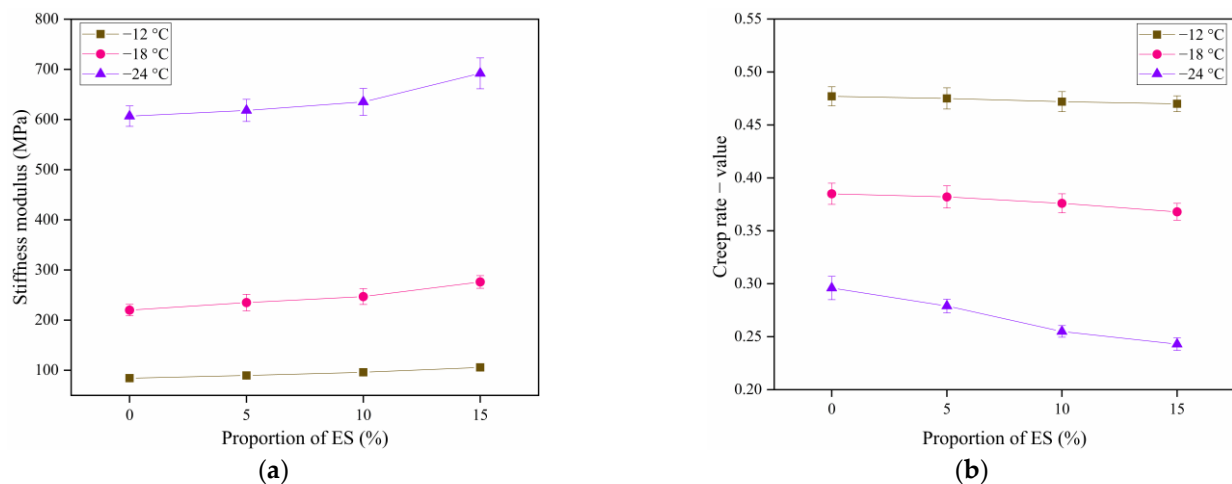 800
700
600
500
400
300
200
100
Stiffness modulus (MPa)
−12 °C
−18 °C
−24 °C
0 5 10 15
Proportion of ES (%)
(a)
0.55
0.50
0.45
0.40
0.35
0.30
0.25
0.20
Creep rate − value
−12 °C
−18 °C
−24 °C
0 5 10 15
Proportion of ES (%)
(b)